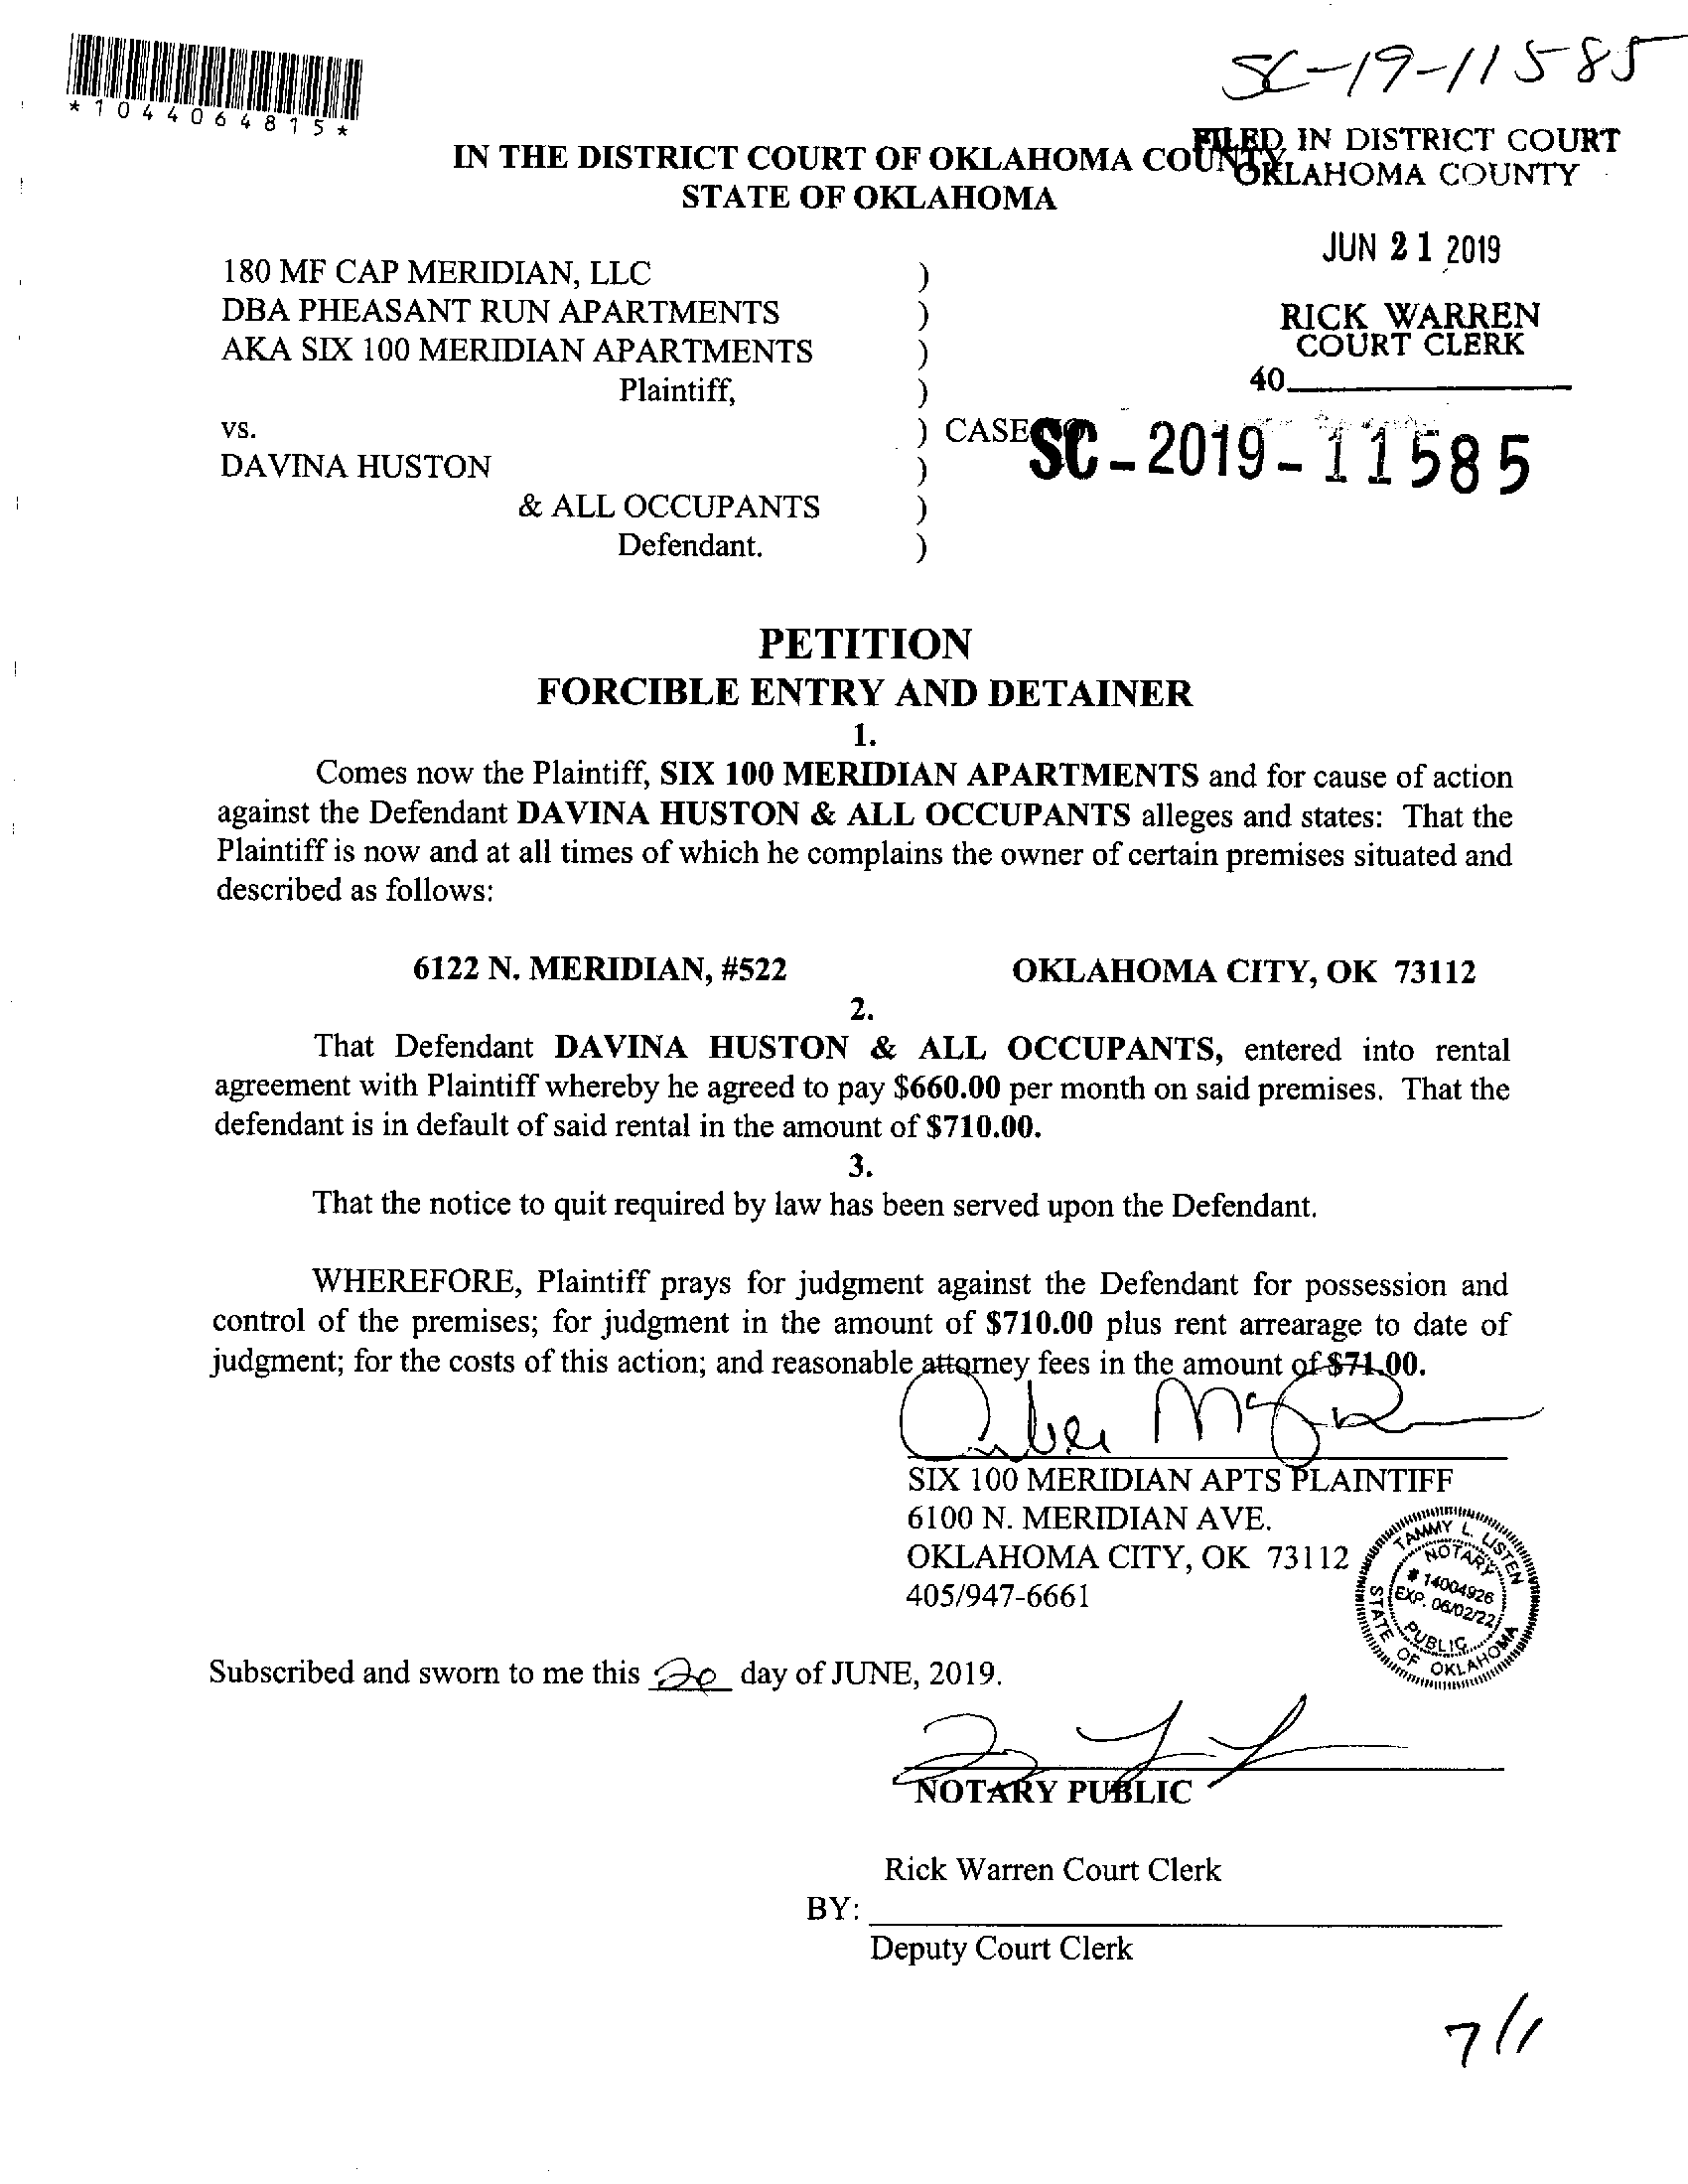 SC-19-11585
*1044064815*
FILED IN DISTRICT COURT
OKLAHOMA COUNTY
IN THE DISTRICT COURT OF OKLAHOMA COUNTY
STATE OF OKLAHOMA
JUN 21 2019
RICK WARREN
COURT CLERK
40
180 MF CAP MERIDIAN, LLC )
DBA PHEASANT RUN APARTMENTS )
AKA SIX 100 MERIDIAN APARTMENTS )
Plaintiff, )
vs. ) CASE SC-2019-11585
DAVINA HUSTON )
& ALL OCCUPANTS )
Defendant. )
PETITION
FORCIBLE ENTRY AND DETAINER
1.
Comes now the Plaintiff, SIX 100 MERIDIAN APARTMENTS and for cause of action
against the Defendant DAVINA HUSTON & ALL OCCUPANTS alleges and states: That the
Plaintiff is now and at all times of which he complains the owner of certain premises situated and
described as follows:
6122 N. MERIDIAN, #522 OKLAHOMA CITY, OK 73112
2.
That Defendant DAVINA HUSTON & ALL OCCUPANTS, entered into rental
agreement with Plaintiff whereby he agreed to pay $660.00 per month on said premises. That the
defendant is in default of said rental in the amount of $710.00.
3.
That the notice to quit required by law has been served upon the Defendant.
WHEREFORE, Plaintiff prays for judgment against the Defendant for possession and
control of the premises; for judgment in the amount of $710.00 plus rent arrearage to date of
judgment; for the costs of this action; and reasonable attorney fees in the amount of $71.00.
SIX 100 MERIDIAN APTS PLAINTIFF
6100 N. MERIDIAN AVE.
OKLAHOMA CITY, OK 73112
405/947-6661
TAMMY L. LISTEN
NOTARY
# 14004926
EXP. 06/02/22
PUBLIC
STATE OF OKLAHOMA
Subscribed and sworn to me this 20 day of JUNE, 2019.
NOTARY PUBLIC
Rick Warren Court Clerk
BY:
Deputy Court Clerk
7/1